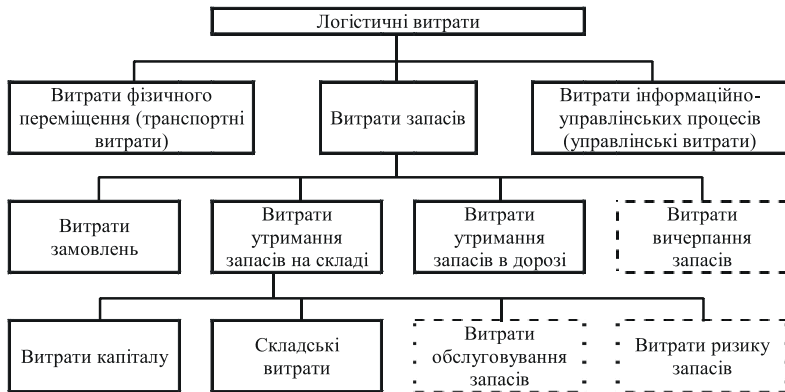 Логістичні витрати
Витрати фізичного
переміщення (транспортні
витрати)
Витрати запасів
Витрати інформаційно-
управлінських процесів
(управлінські витрати)
Витрати
замовлень
Витрати
утримання
запасів на складі
Витрати
утримання
запасів в дорозі
Витрати
вичерпання
запасів
Витрати капіталу
Складські
витрати
Витрати
обслуговування
запасів
Витрати ризику
запасів